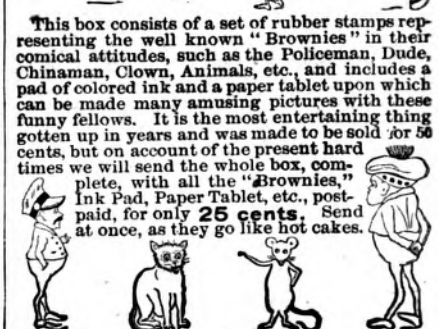 This box consists of a set of rubber stamps rep-
resenting the well known "Brownies" in their
comical attitudes, such as the Policeman, Dude,
Chinaman, Clown, Animals, etc., and includes a
pad of colored ink and a paper tablet upon which
can be made many amusing pictures with these
funny fellows. It is the most entertaining thing
gotten up in years and was made to be sold for 50
cents, but on account of the present hard
times we will send the whole box, com-
plete, with all the "Brownies,"
Ink Pad, Paper Tablet, etc., post-
paid, for only 25 cents. Send
at once, as they go like hot cakes.